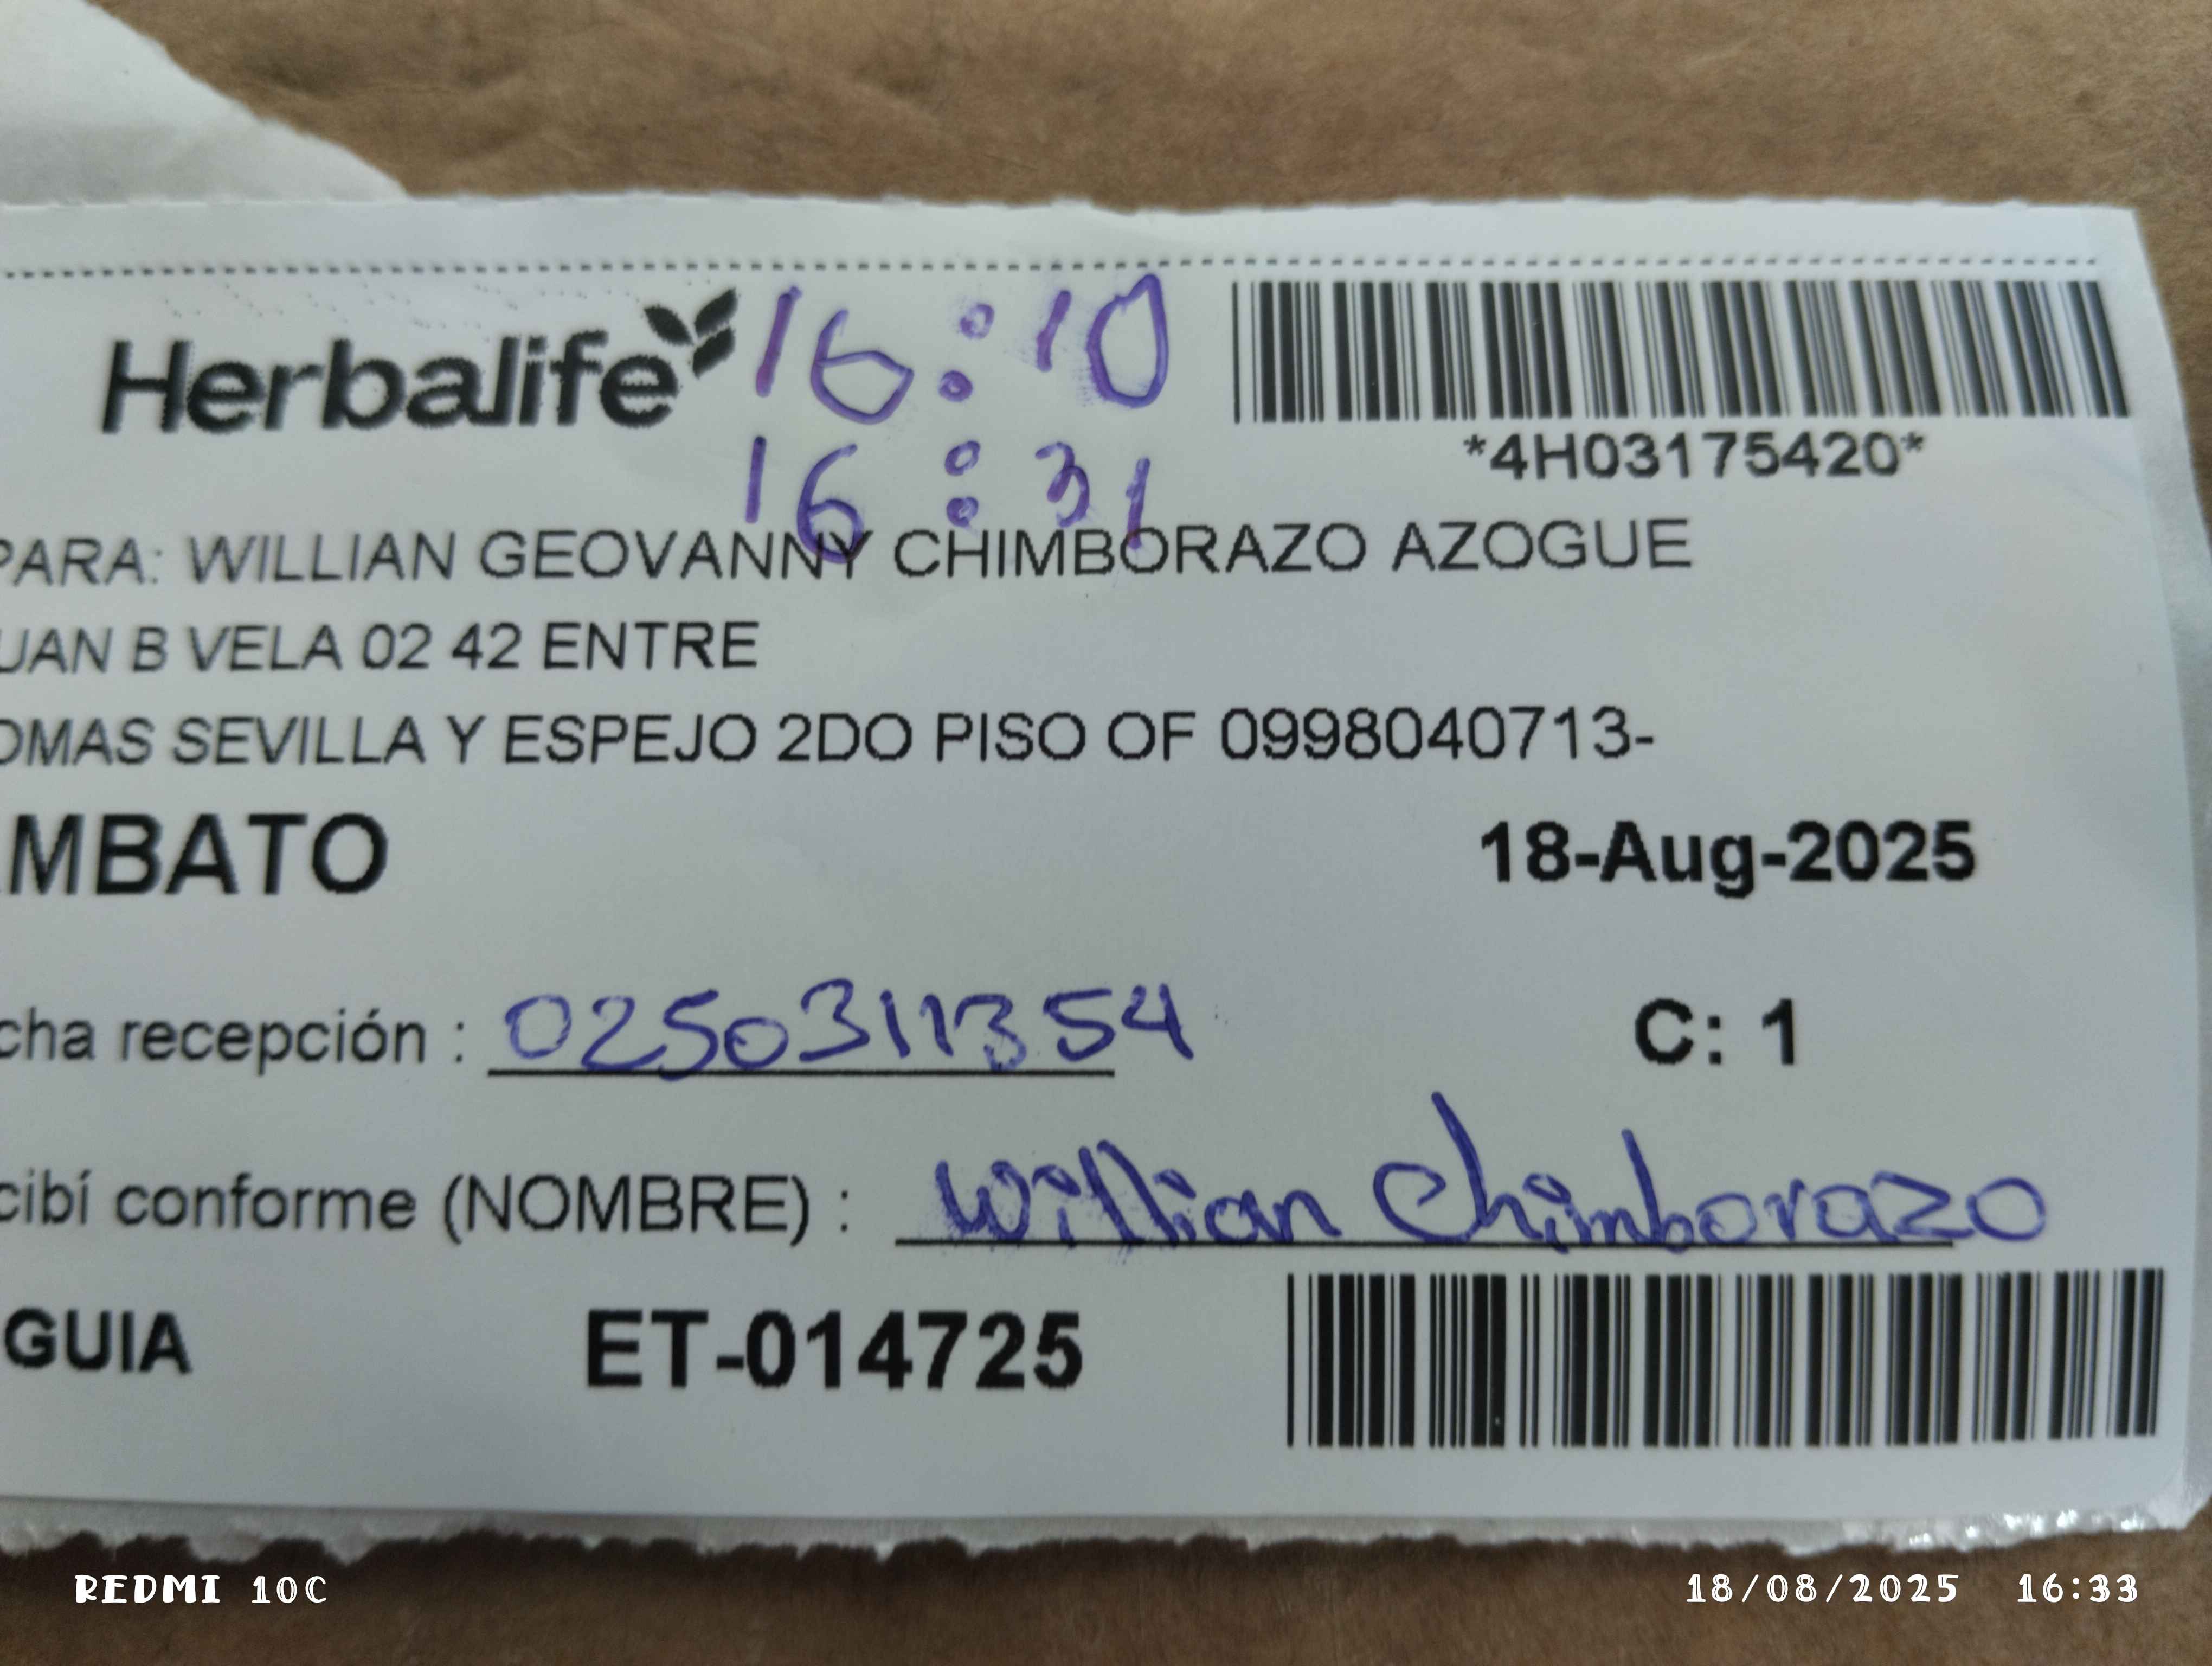 Herbalife 16:10
16:31
*4H03175420*
PARA: WILLIAN GEOVANNY CHIMBORAZO AZOGUE
UAN B VELA 02 42 ENTRE
OMAS SEVILLA Y ESPEJO 2DO PISO OF 0998040713-
AMBATO 18-Aug-2025
cha recepción : 0250311354 C: 1
cibí conforme (NOMBRE) : Willian Chimborazo
GUIA ET-014725
REDMI 10C 18/08/2025 16:33